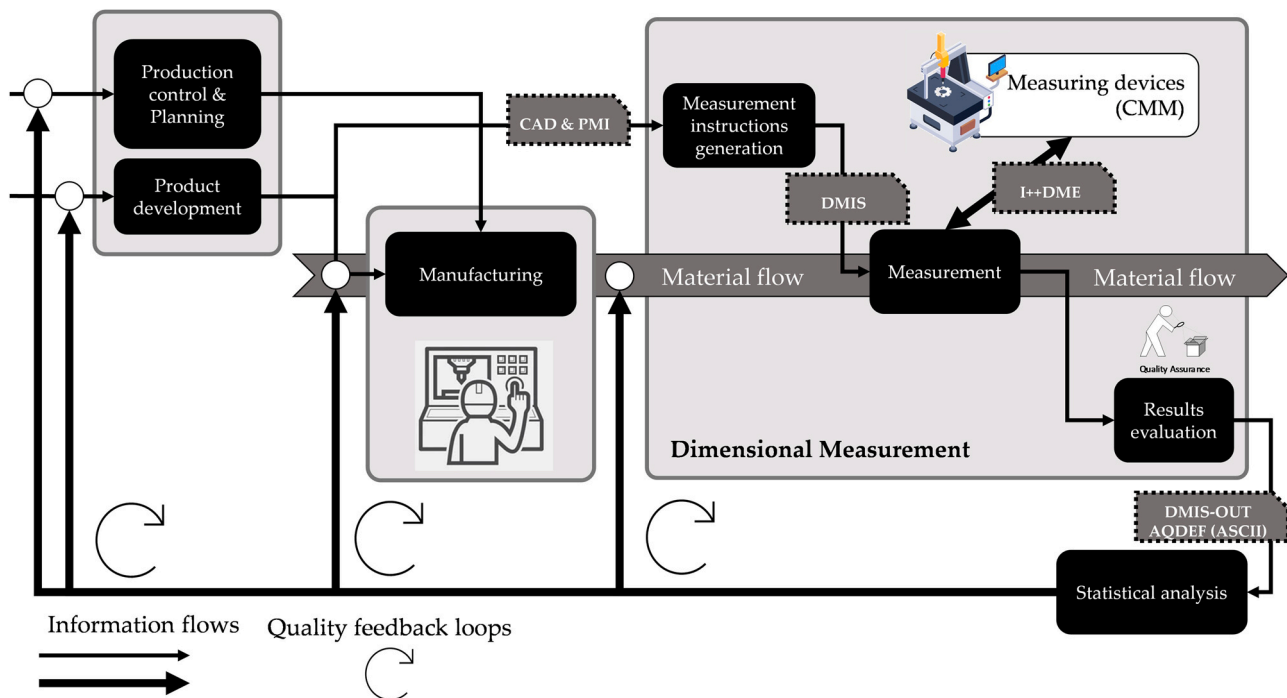 Production
control &
Planning
Product
development
CAD & PMI
Measurement
instructions
generation
Measuring devices
(CMM)
DMIS
I++DME
Manufacturing
Material flow
Measurement
Material flow
Quality Assurance
Results
evaluation
Dimensional Measurement
DMIS-OUT
AQDEF (ASCII)
Statistical analysis
Information flows
Quality feedback loops